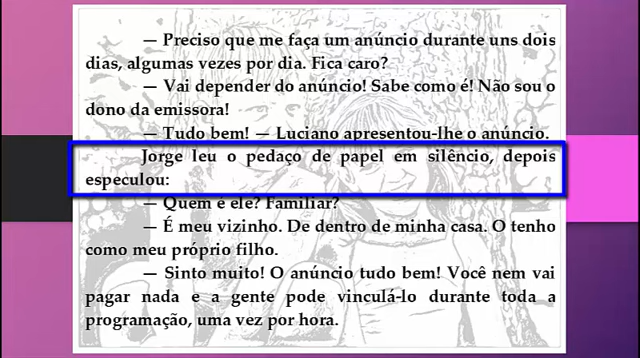 — Preciso que me faça um anúncio durante uns dois
dias, algumas vezes por dia. Fica caro?
— Vai depender do anúncio! Sabe como é! Não sou o
dono da emissora!
— Tudo bem! — Luciano apresentou-lhe o anúncio.
Jorge leu o pedaço de papel em silêncio, depois
especulou:
— Quem é ele? Familiar?
— É meu vizinho. De dentro de minha casa. O tenho
como meu próprio filho.
— Sinto muito! O anúncio tudo bem! Você nem vai
pagar nada e a gente pode vinculá-lo durante toda a
programação, uma vez por hora.